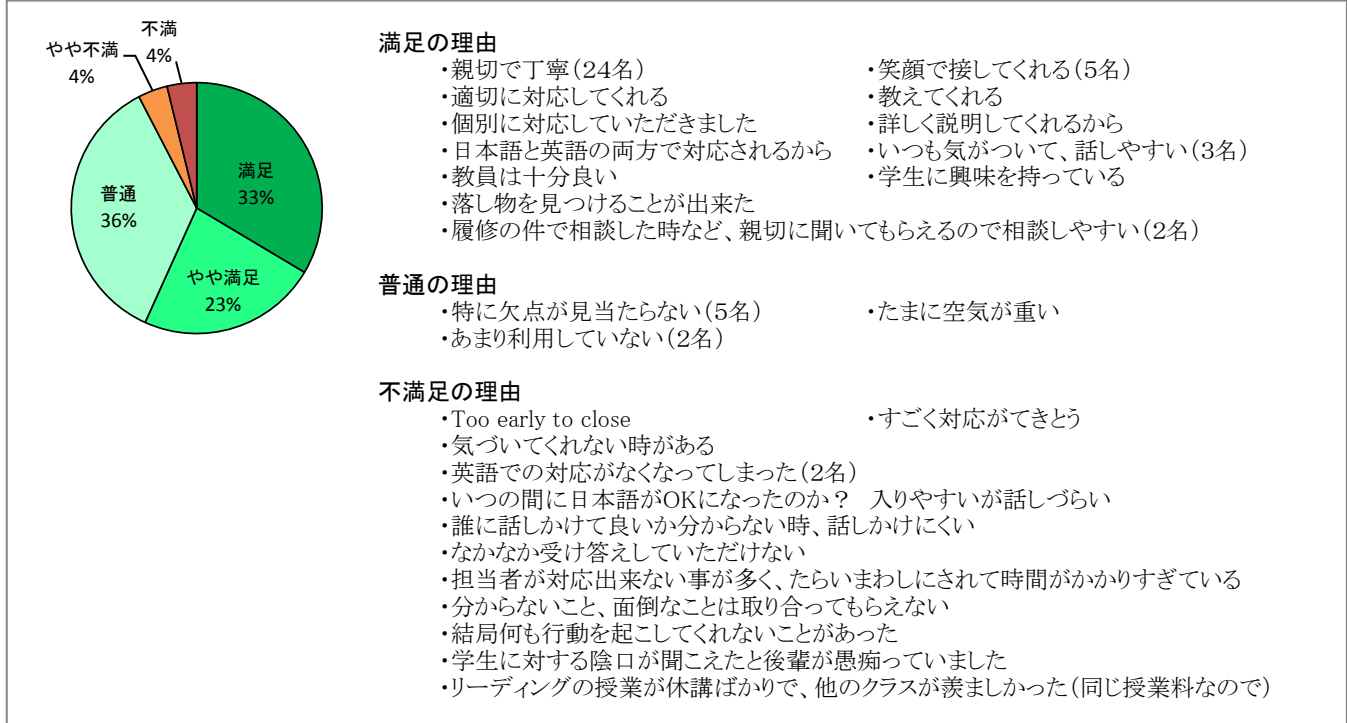 不満
4%
やや不満
4%
満足
33%
普通
36%
やや満足
23%
満足の理由
・親切で丁寧(24名) ・笑顔で接してくれる(5名)
・適切に対応してくれる ・教えてくれる
・個別に対応していただきました ・詳しく説明してくれるから
・日本語と英語の両方で対応されるから ・いつも気がついて、話しやすい(3名)
・教員は十分良い ・学生に興味を持っている
・落し物を見つけることが出来た
・履修の件で相談した時など、親切に聞いてもらえるので相談しやすい(2名)
普通の理由
・特に欠点が見当たらない(5名) ・たまに空気が重い
・あまり利用していない(2名)
不満足の理由
・Too early to close ・すごく対応がてきとう
・気づいてくれない時がある
・英語での対応がなくなってしまった(2名)
・いつの間に日本語がOKになったのか? 入りやすいが話しづらい
・誰に話しかけて良いか分からない時、話しかけにくい
・なかなか受け答えしていただけない
・担当者が対応出来ない事が多く、たらいまわしにされて時間がかかりすぎている
・分からないこと、面倒なことは取り合ってもらえない
・結局何も行動を起こしてくれないことがあった
・学生に対する陰口が聞こえたと後輩が愚痴っていました
・リーディングの授業が休講ばかりで、他のクラスが羨ましかった(同じ授業料なので)